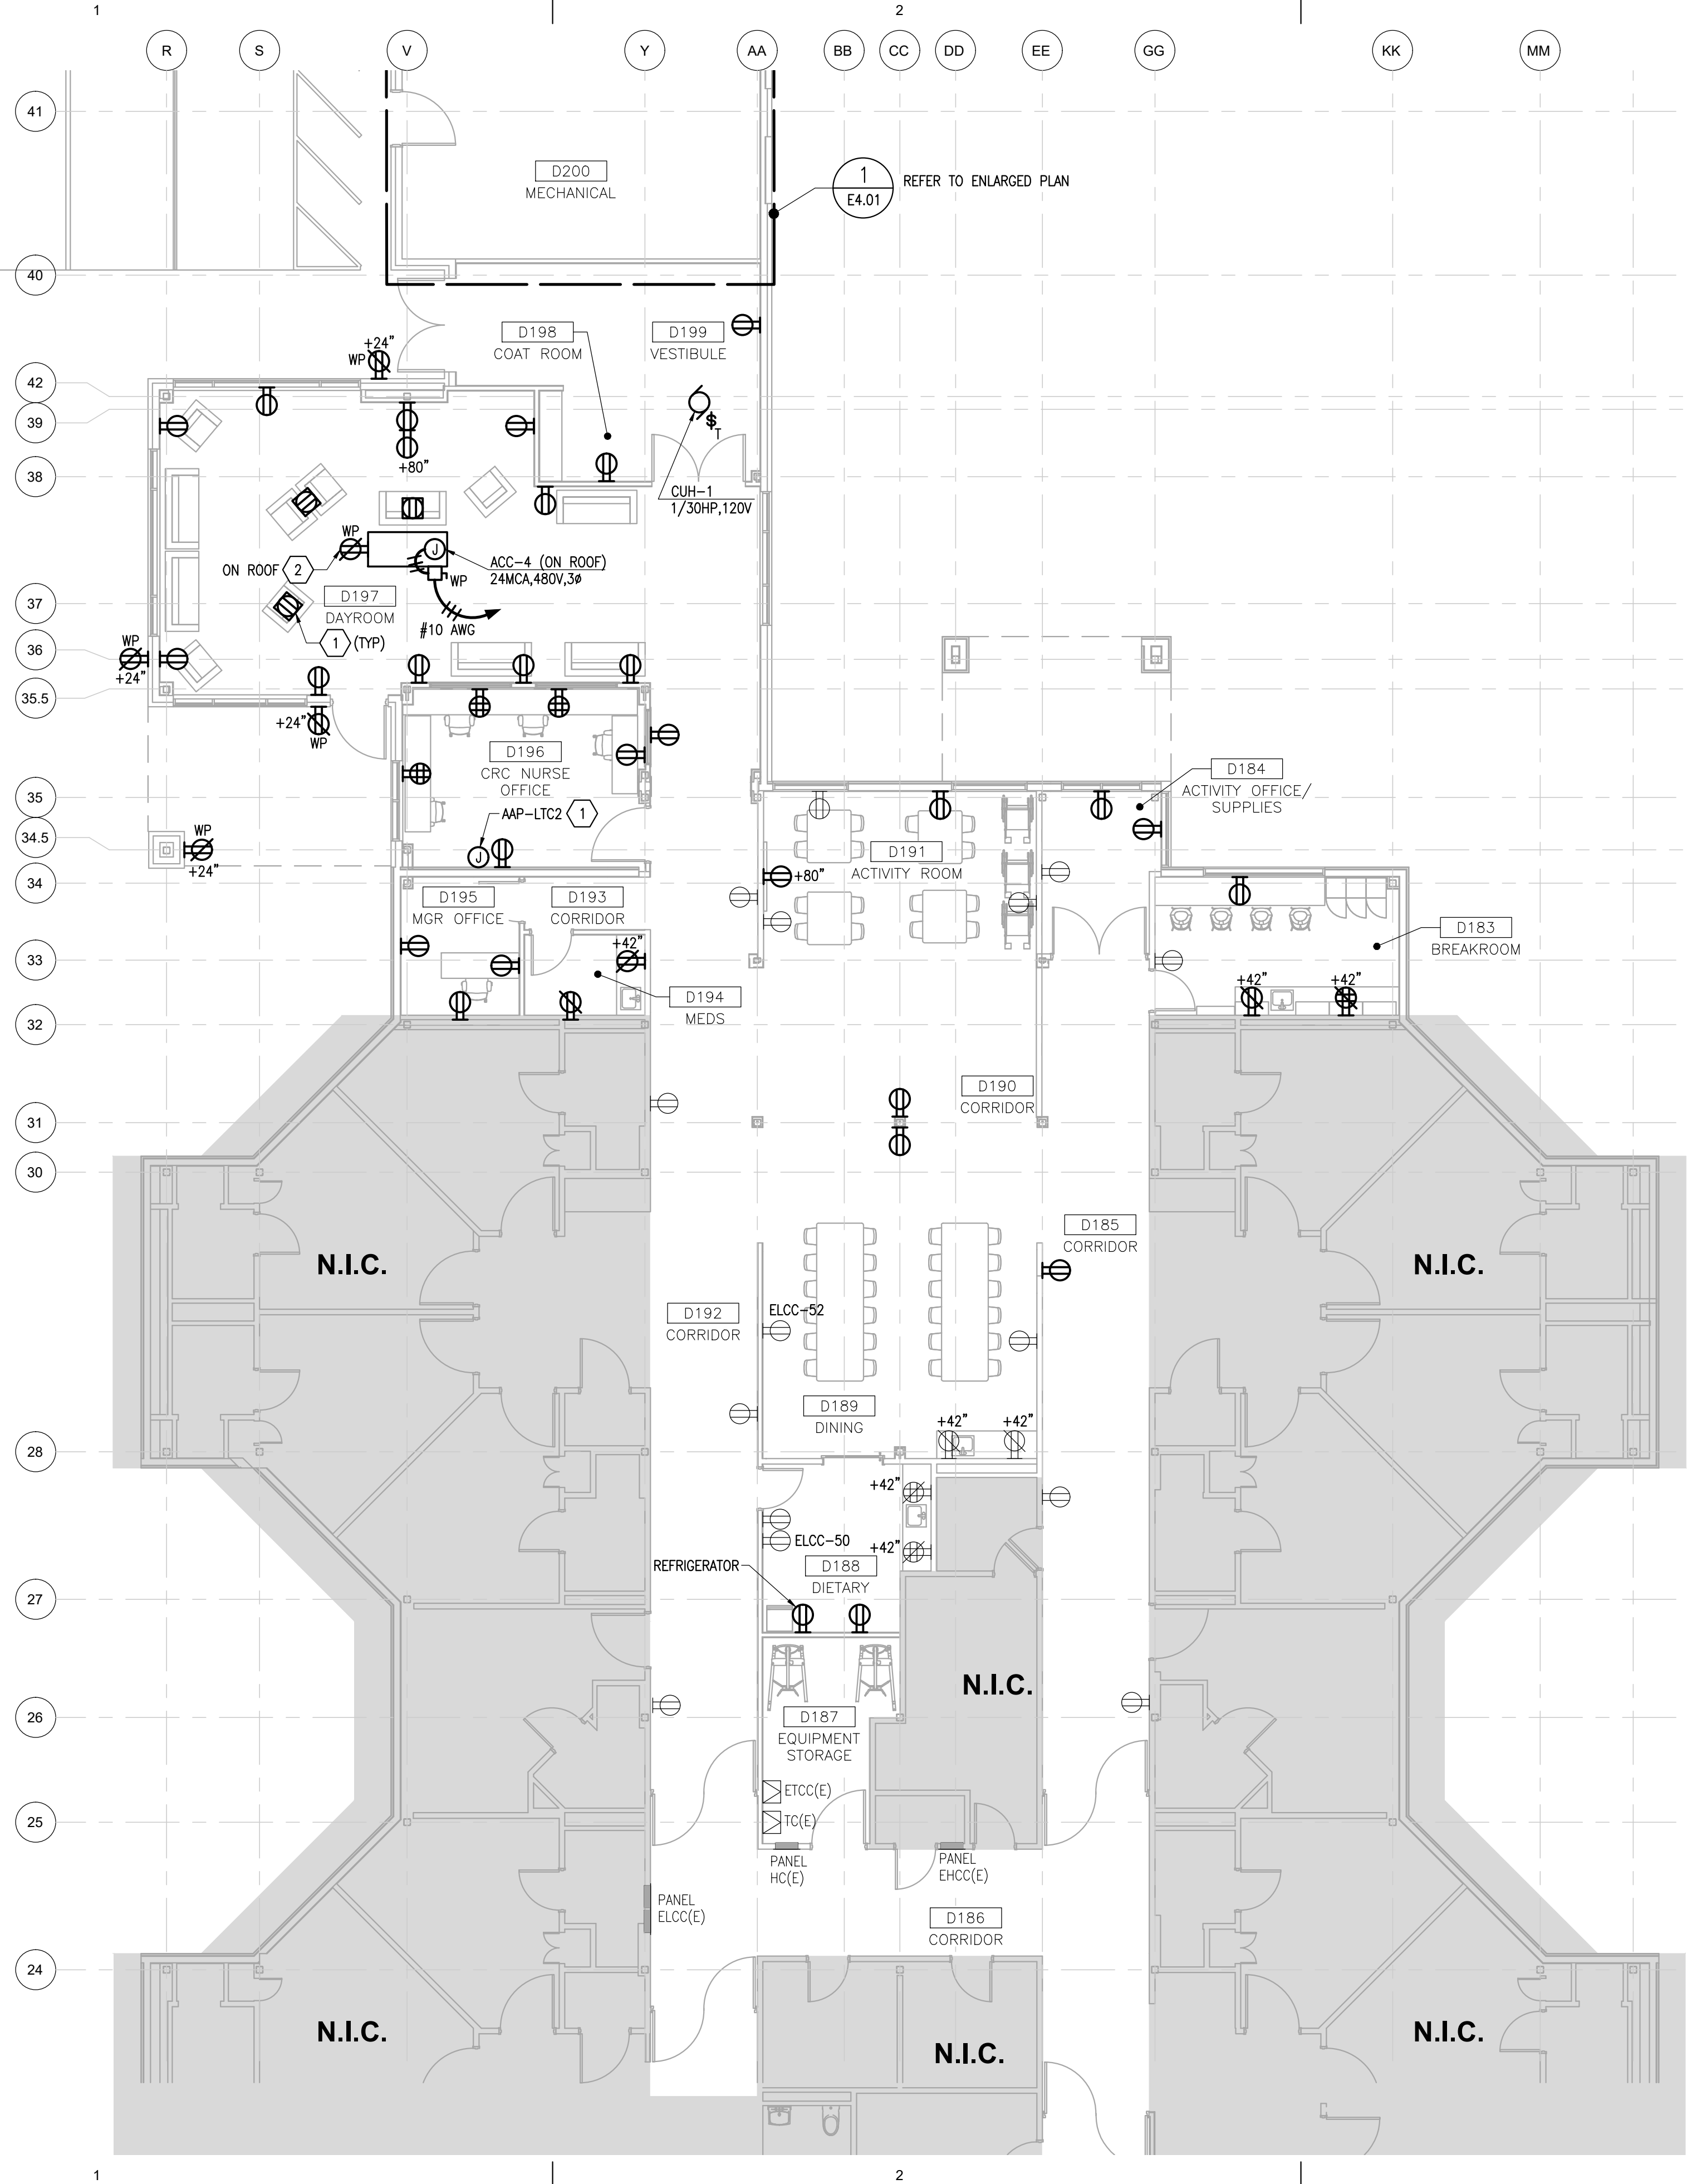 1
2
R
S
V
Y
AA
BB
CC
DD
EE
GG
KK
MM
41
D200
MECHANICAL
1
E4.01
REFER TO ENLARGED PLAN
40
D198
COAT ROOM
D199
VESTIBULE
+24"
WP
42
39
$T
+80"
38
CUH-1
1/30HP,120V
WP
ON ROOF
2
J
ACC-4 (ON ROOF)
24MCA,480V,3ø
WP
D197
DAYROOM
37
#10 AWG
1
(TYP)
36
WP
+24"
35.5
+24"
WP
D196
CRC NURSE
OFFICE
D184
ACTIVITY OFFICE/
SUPPLIES
35
AAP-LTC2
1
J
34.5
WP
+24"
D191
ACTIVITY ROOM
+80"
34
D195
MGR OFFICE
D193
CORRIDOR
D183
BREAKROOM
+42"
33
+42"
+42"
D194
MEDS
32
D190
CORRIDOR
31
30
D185
CORRIDOR
N.I.C.
N.I.C.
D192
CORRIDOR
ELCC-52
D189
DINING
+42"
+42"
28
+42"
ELCC-50
+42"
REFRIGERATOR
D188
DIETARY
27
N.I.C.
26
D187
EQUIPMENT
STORAGE
ETCC(E)
TC(E)
25
PANEL
HC(E)
PANEL
EHCC(E)
PANEL
ELCC(E)
D186
CORRIDOR
24
N.I.C.
N.I.C.
N.I.C.
1
2